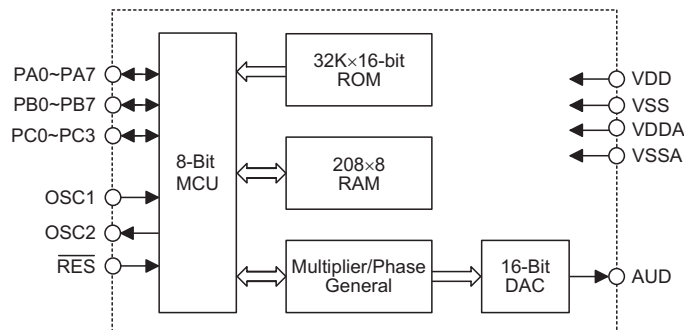 PA0~PA7
PB0~PB7
PC0~PC3
OSC1
OSC2
RES
8-Bit
MCU
32K×16-bit
ROM
208×8
RAM
Multiplier/Phase
General
16-Bit
DAC
VDD
VSS
VDDA
VSSA
AUD